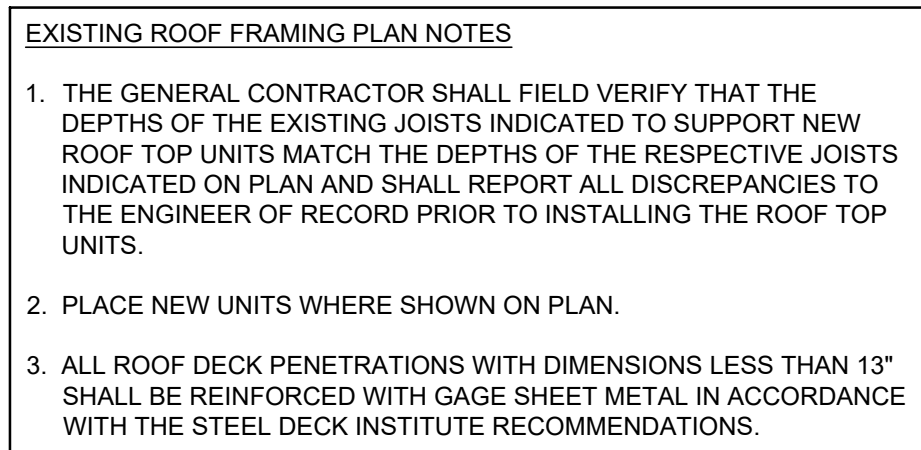 EXISTING ROOF FRAMING PLAN NOTES
1. THE GENERAL CONTRACTOR SHALL FIELD VERIFY THAT THE
DEPTHS OF THE EXISTING JOISTS INDICATED TO SUPPORT NEW
ROOF TOP UNITS MATCH THE DEPTHS OF THE RESPECTIVE JOISTS
INDICATED ON PLAN AND SHALL REPORT ALL DISCREPANCIES TO
THE ENGINEER OF RECORD PRIOR TO INSTALLING THE ROOF TOP
UNITS.
2. PLACE NEW UNITS WHERE SHOWN ON PLAN.
3. ALL ROOF DECK PENETRATIONS WITH DIMENSIONS LESS THAN 13"
SHALL BE REINFORCED WITH GAGE SHEET METAL IN ACCORDANCE
WITH THE STEEL DECK INSTITUTE RECOMMENDATIONS.